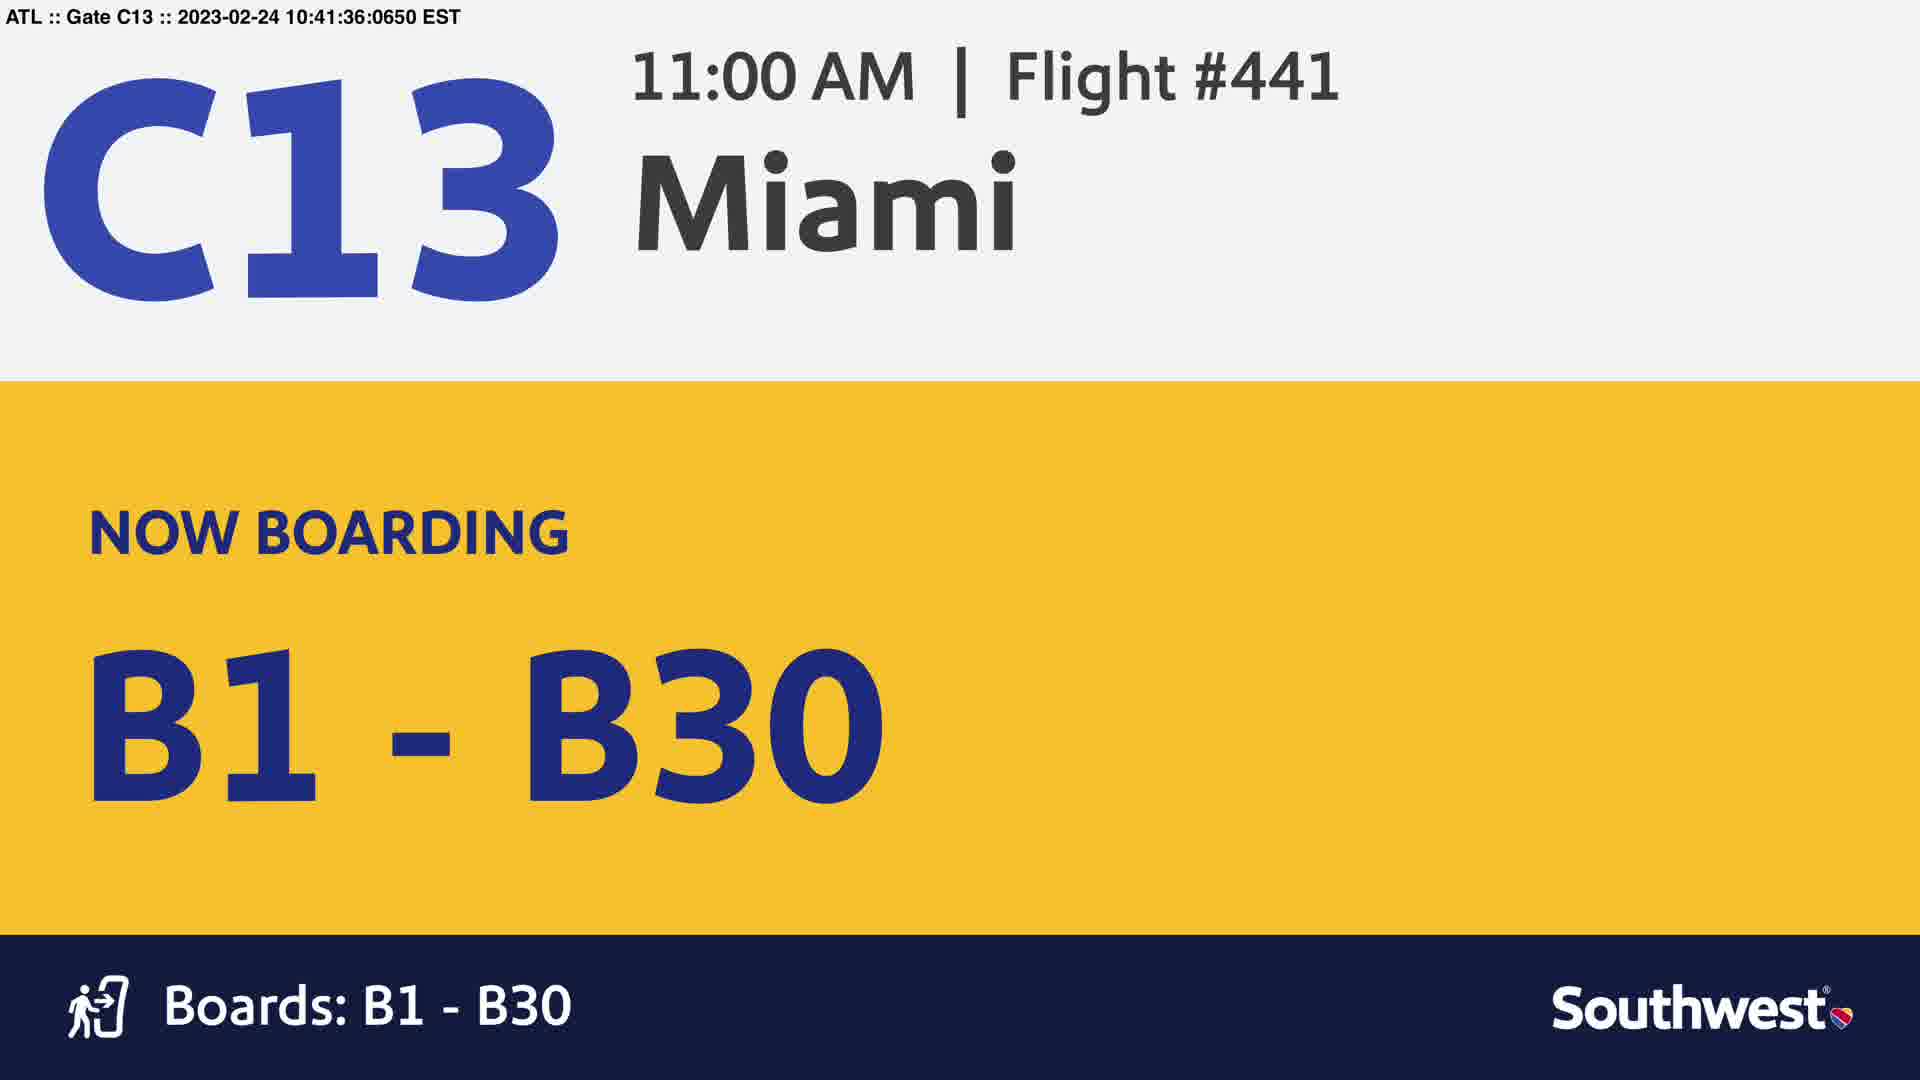 ATL :: Gate C13 :: 2023-02-24 10:41:36:0650 EST
C13
11:00 AM | Flight #441
Miami
NOW BOARDING
B1 - B30
Boards: B1 - B30
Southwest®